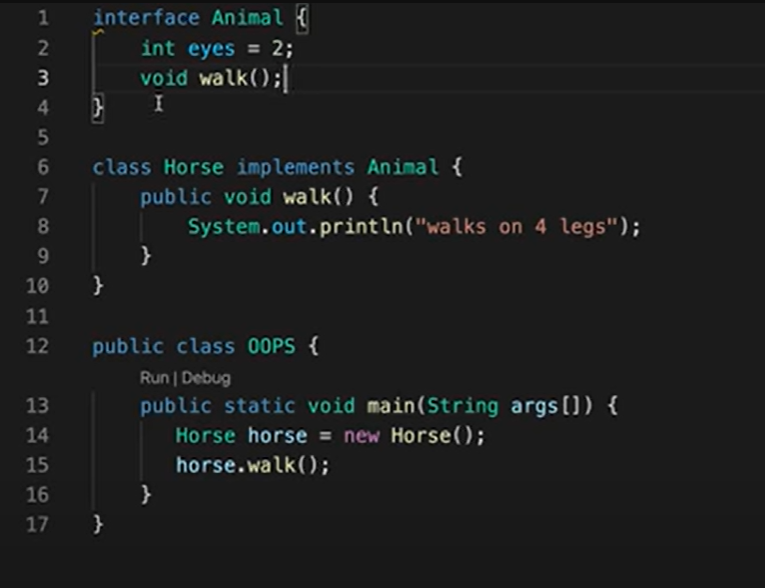 1 interface Animal {
2 int eyes = 2;
3 void walk();
4 }
5
6 class Horse implements Animal {
7 public void walk() {
8 System.out.println("walks on 4 legs");
9 }
10 }
11
12 public class OOPS {
Run | Debug
13 public static void main(String args[]) {
14 Horse horse = new Horse();
15 horse.walk();
16 }
17 }